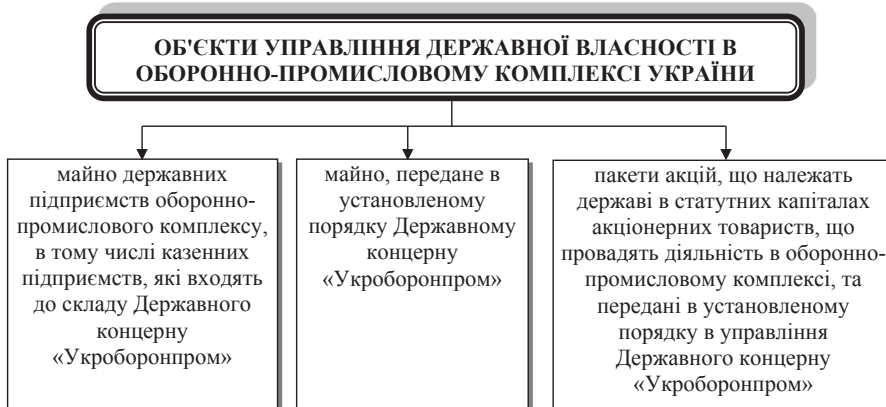 ОБ'ЄКТИ УПРАВЛІННЯ ДЕРЖАВНОЇ ВЛАСНОСТІ В
ОБОРОННО-ПРОМИСЛОВОМУ КОМПЛЕКСІ УКРАЇНИ
майно державних
підприємств оборонно-
промислового комплексу,
в тому числі казенних
підприємств, які входять
до складу Державного
концерну
«Укроборонпром»
майно, передане в
установленому
порядку Державному
концерну
«Укроборонпром»
пакети акцій, що належать
державі в статутних капіталах
акціонерних товариств, що
провадять діяльність в оборонно-
промисловому комплексі, та
передані в установленому
порядку в управління
Державного концерну
«Укроборонпром»